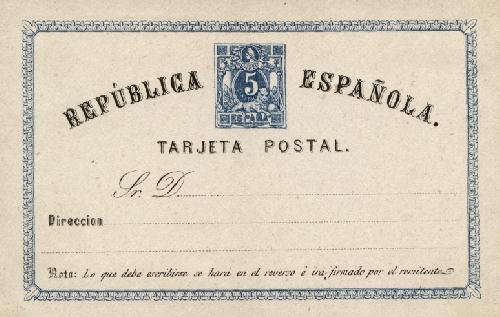 REPÚBLICA ESPAÑOLA.
5
ESPAÑA
TARJETA POSTAL.
Sr. D.
Direccion
Nota: Lo que debe escribirse se hará en el reverso é irá firmado por el remitente.